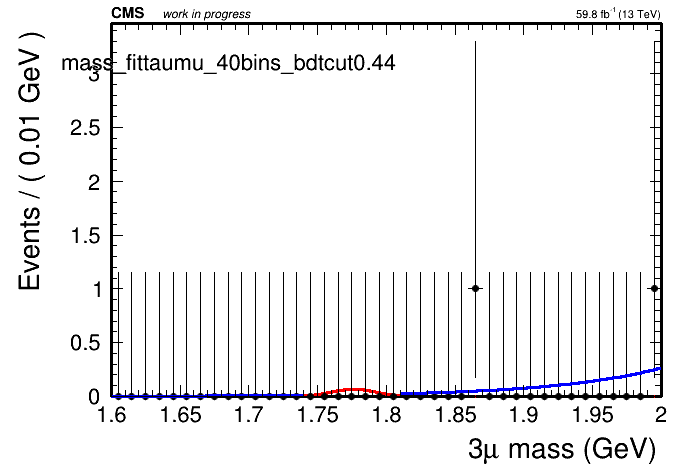 CMS work in progress 59.8 fb-1 (13 TeV)
mass_fittaumu_40bins_bdtcut0.44
Events / ( 0.01 GeV )
3
2.5
2
1.5
1
0.5
0
1.6 1.65 1.7 1.75 1.8 1.85 1.9 1.95 2
3μ mass (GeV)